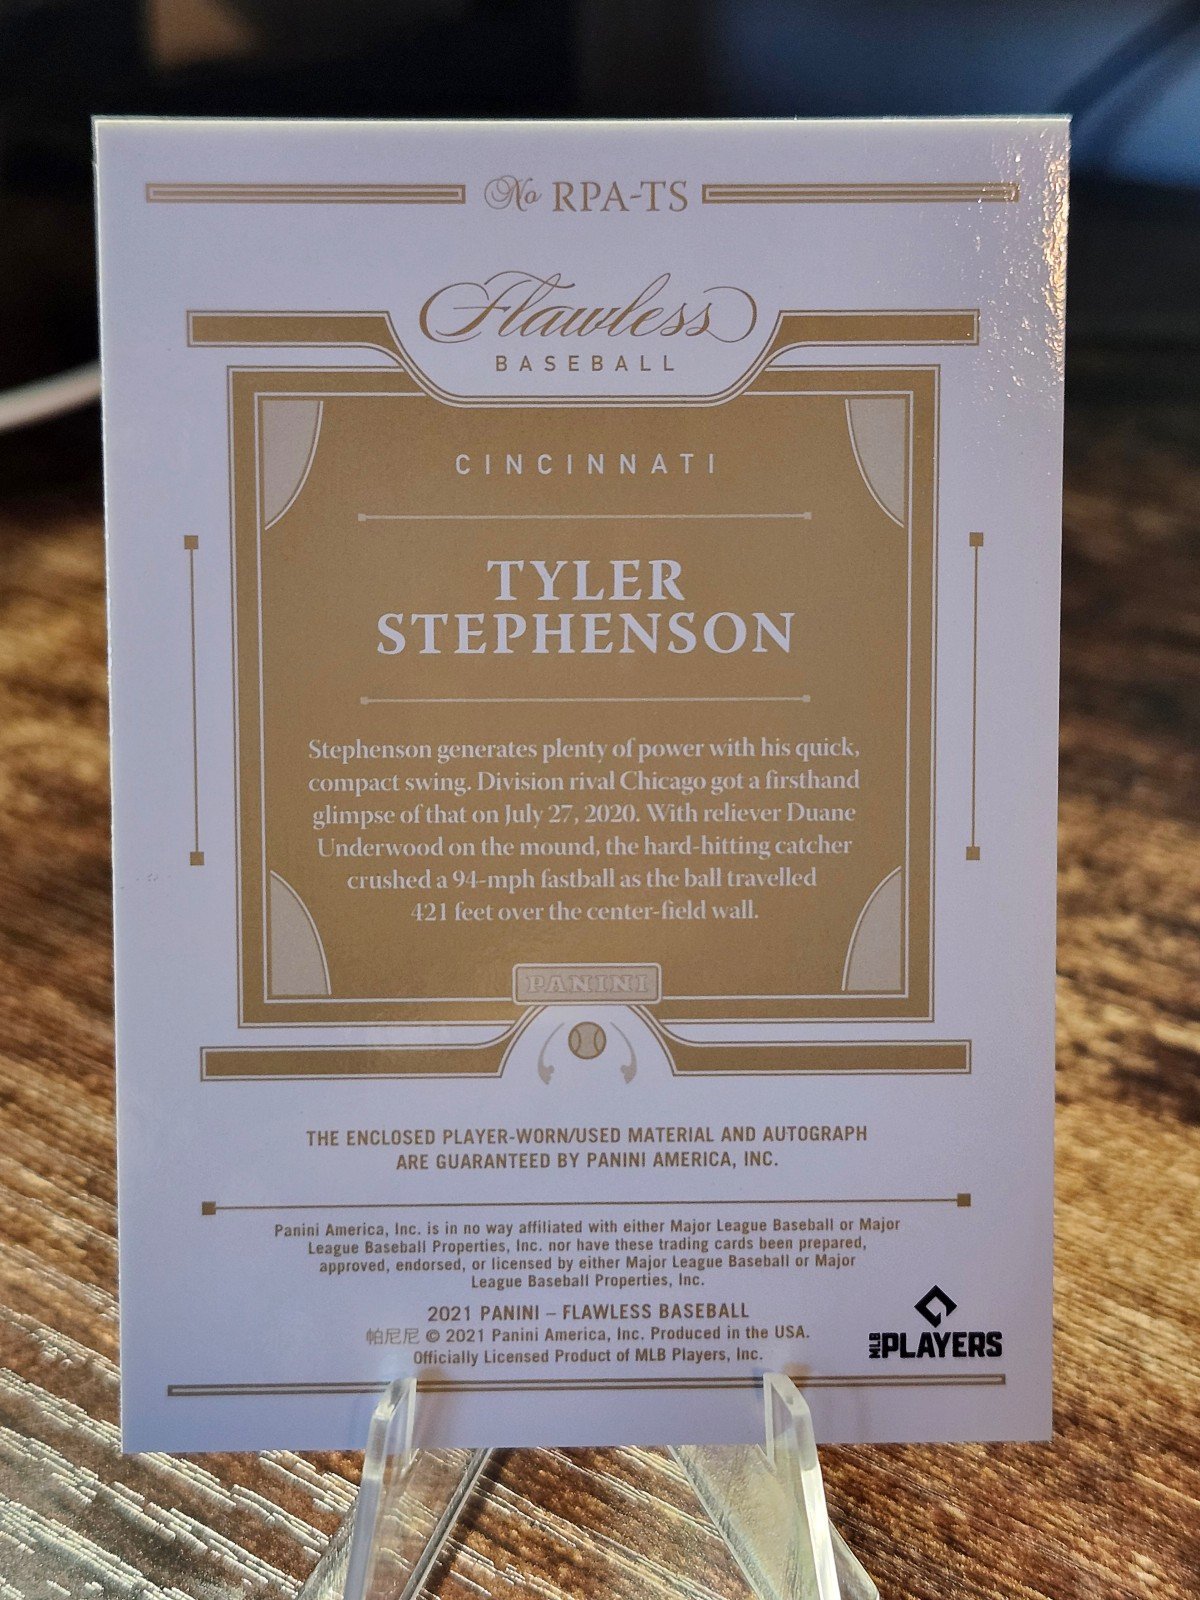 No RPA-TS
Flawless
BASEBALL
CINCINNATI
TYLER
STEPHENSON
Stephenson generates plenty of power with his quick,
compact swing. Division rival Chicago got a firsthand
glimpse of that on July 27, 2020. With reliever Duane
Underwood on the mound, the hard-hitting catcher
crushed a 94-mph fastball as the ball travelled
421 feet over the center-field wall.
PANINI
THE ENCLOSED PLAYER-WORN/USED MATERIAL AND AUTOGRAPH
ARE GUARANTEED BY PANINI AMERICA, INC.
Panini America, Inc. is in no way affiliated with either Major League Baseball or Major
League Baseball Properties, Inc. nor have these trading cards been prepared,
approved, endorsed, or licensed by either Major League Baseball or Major
League Baseball Properties, Inc.
2021 PANINI – FLAWLESS BASEBALL
帕尼尼 © 2021 Panini America, Inc. Produced in the USA.
Officially Licensed Product of MLB Players, Inc.
MLB PLAYERS